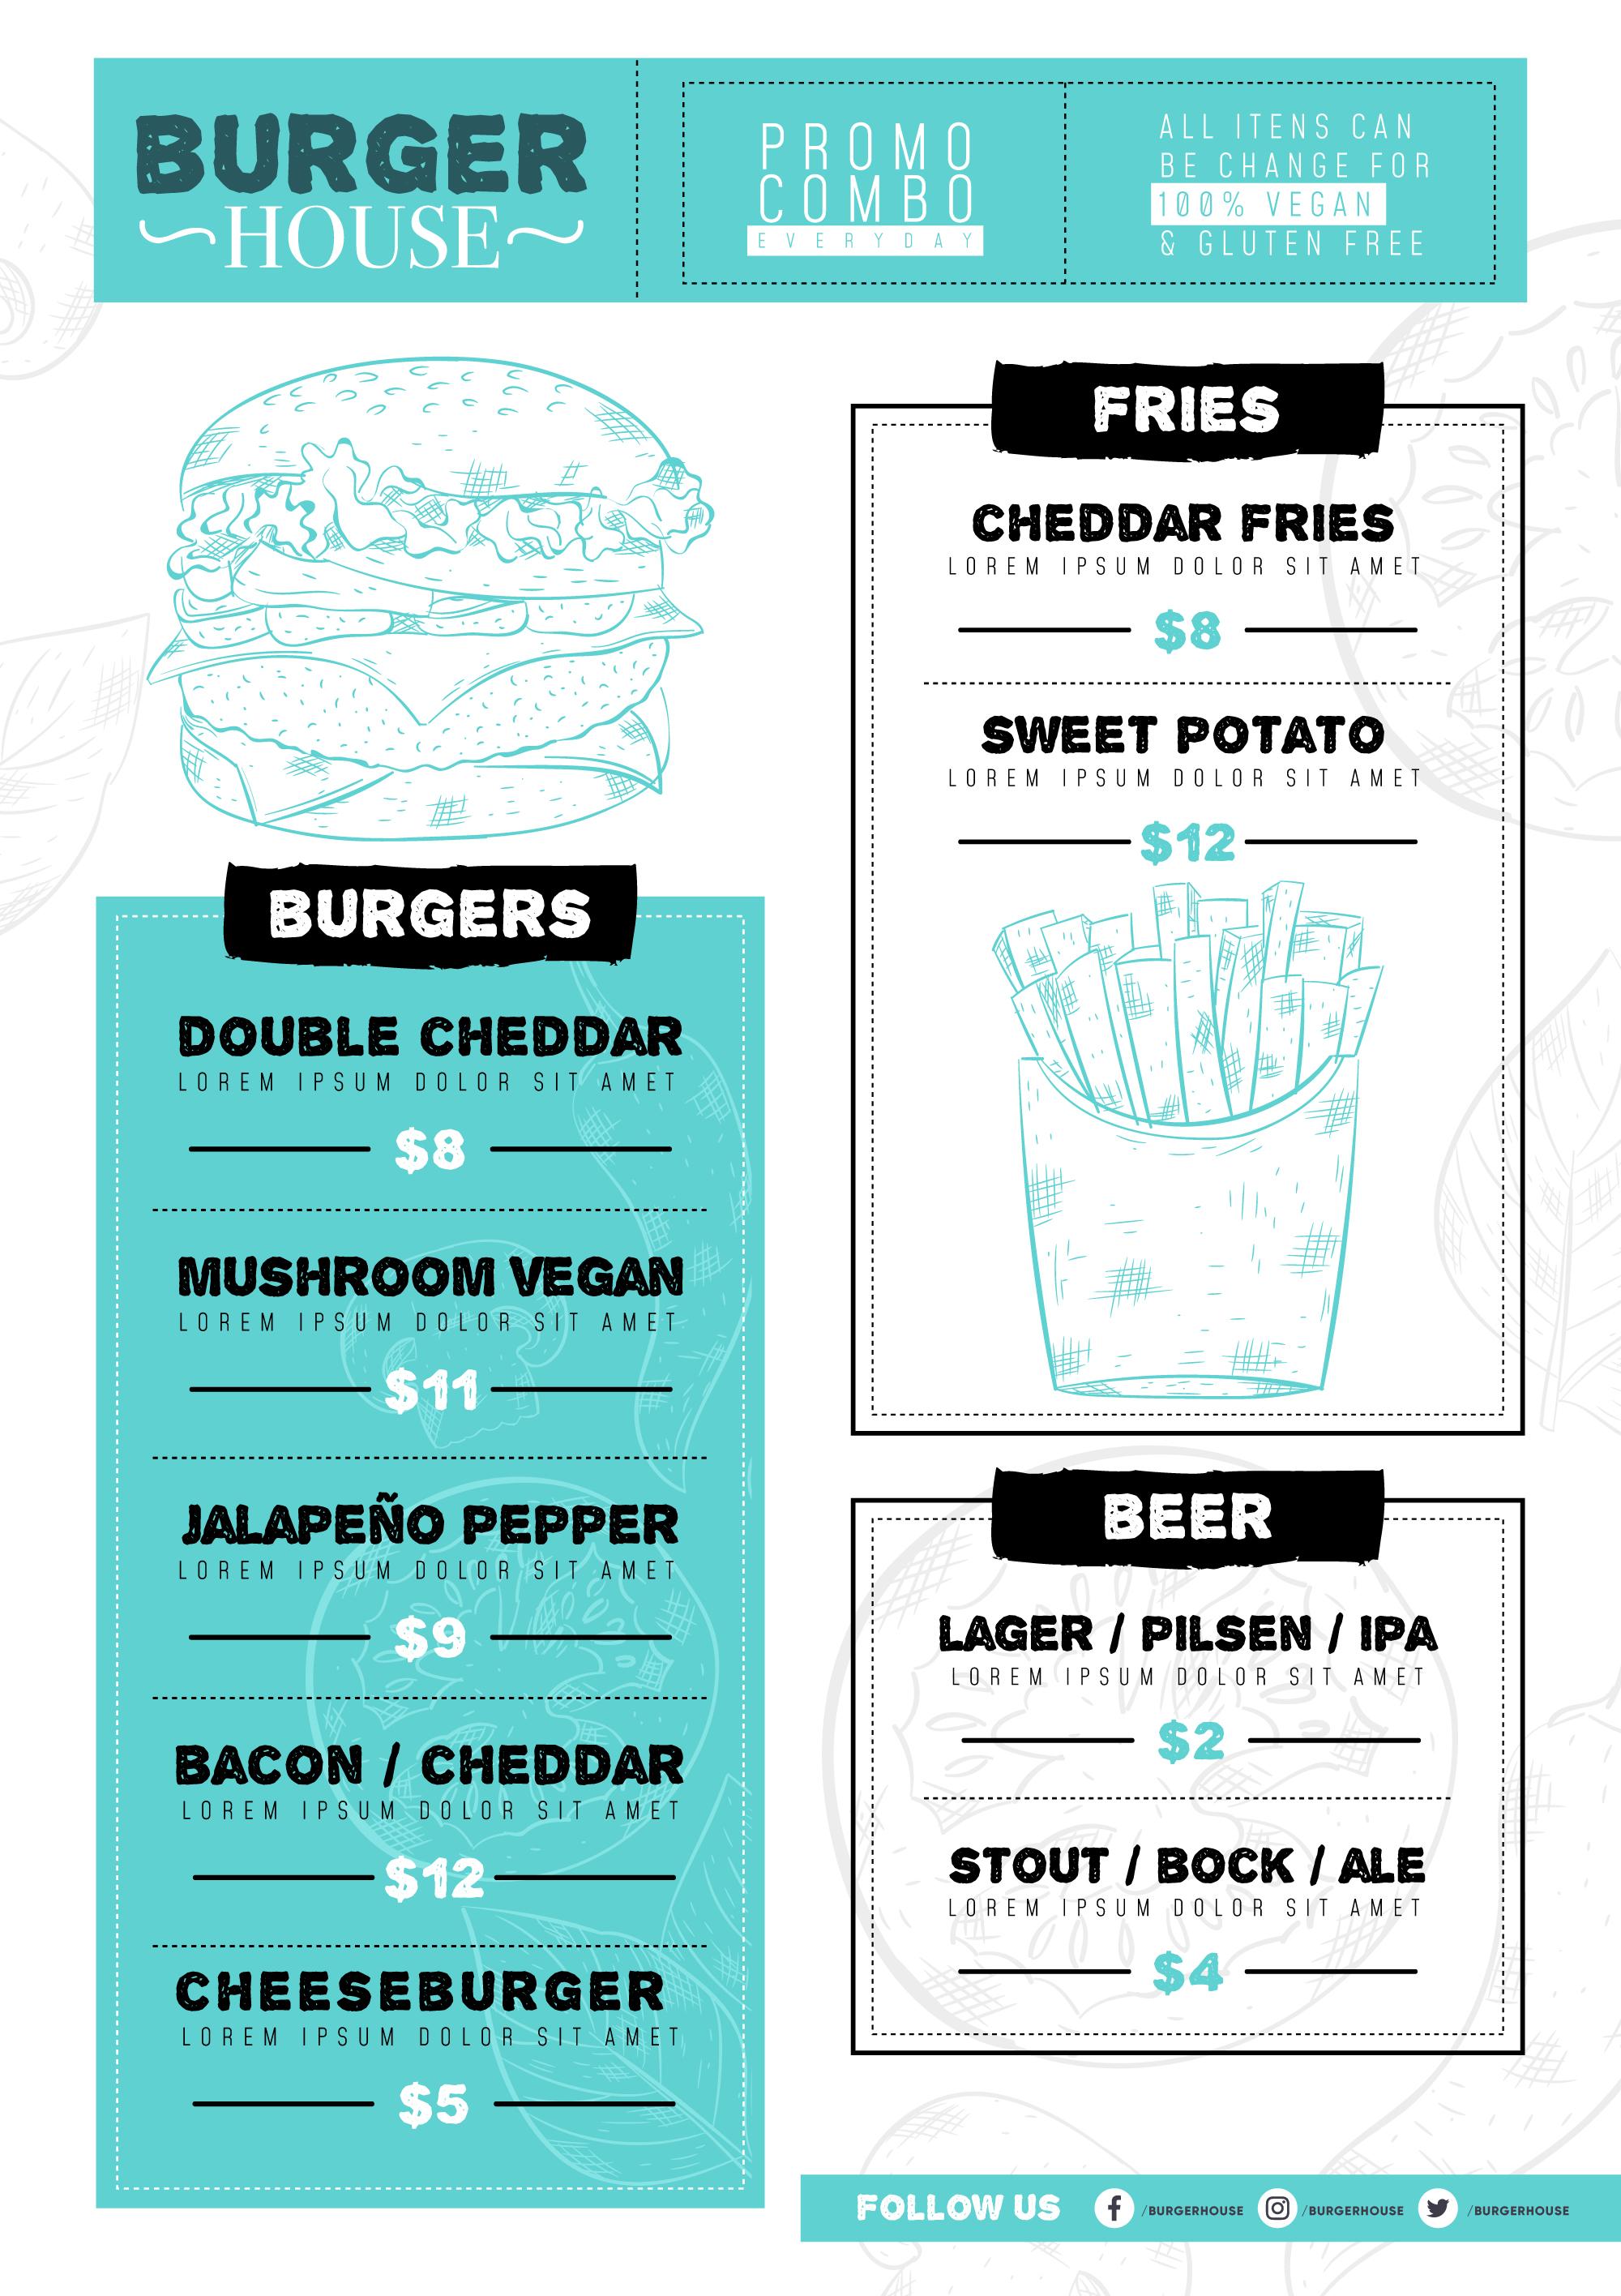 BURGER
HOUSE
PROMO
COMBO
EVERYDAY
ALL ITENS CAN
BE CHANGE FOR
100% VEGAN
& GLUTEN FREE
BURGERS
DOUBLE CHEDDAR
LOREM IPSUM DOLOR SIT AMET
$8
MUSHROOM VEGAN
LOREM IPSUM DOLOR SIT AMET
$11
JALAPEÑO PEPPER
LOREM IPSUM DOLOR SIT AMET
$9
BACON / CHEDDAR
LOREM IPSUM DOLOR SIT AMET
$12
CHEESEBURGER
LOREM IPSUM DOLOR SIT AMET
$5
FRIES
CHEDDAR FRIES
LOREM IPSUM DOLOR SIT AMET
$8
SWEET POTATO
LOREM IPSUM DOLOR SIT AMET
$12
BEER
LAGER / PILSEN / IPA
LOREM IPSUM DOLOR SIT AMET
$2
STOUT / BOCK / ALE
LOREM IPSUM DOLOR SIT AMET
$4
FOLLOW US /BURGERHOUSE /BURGERHOUSE /BURGERHOUSE